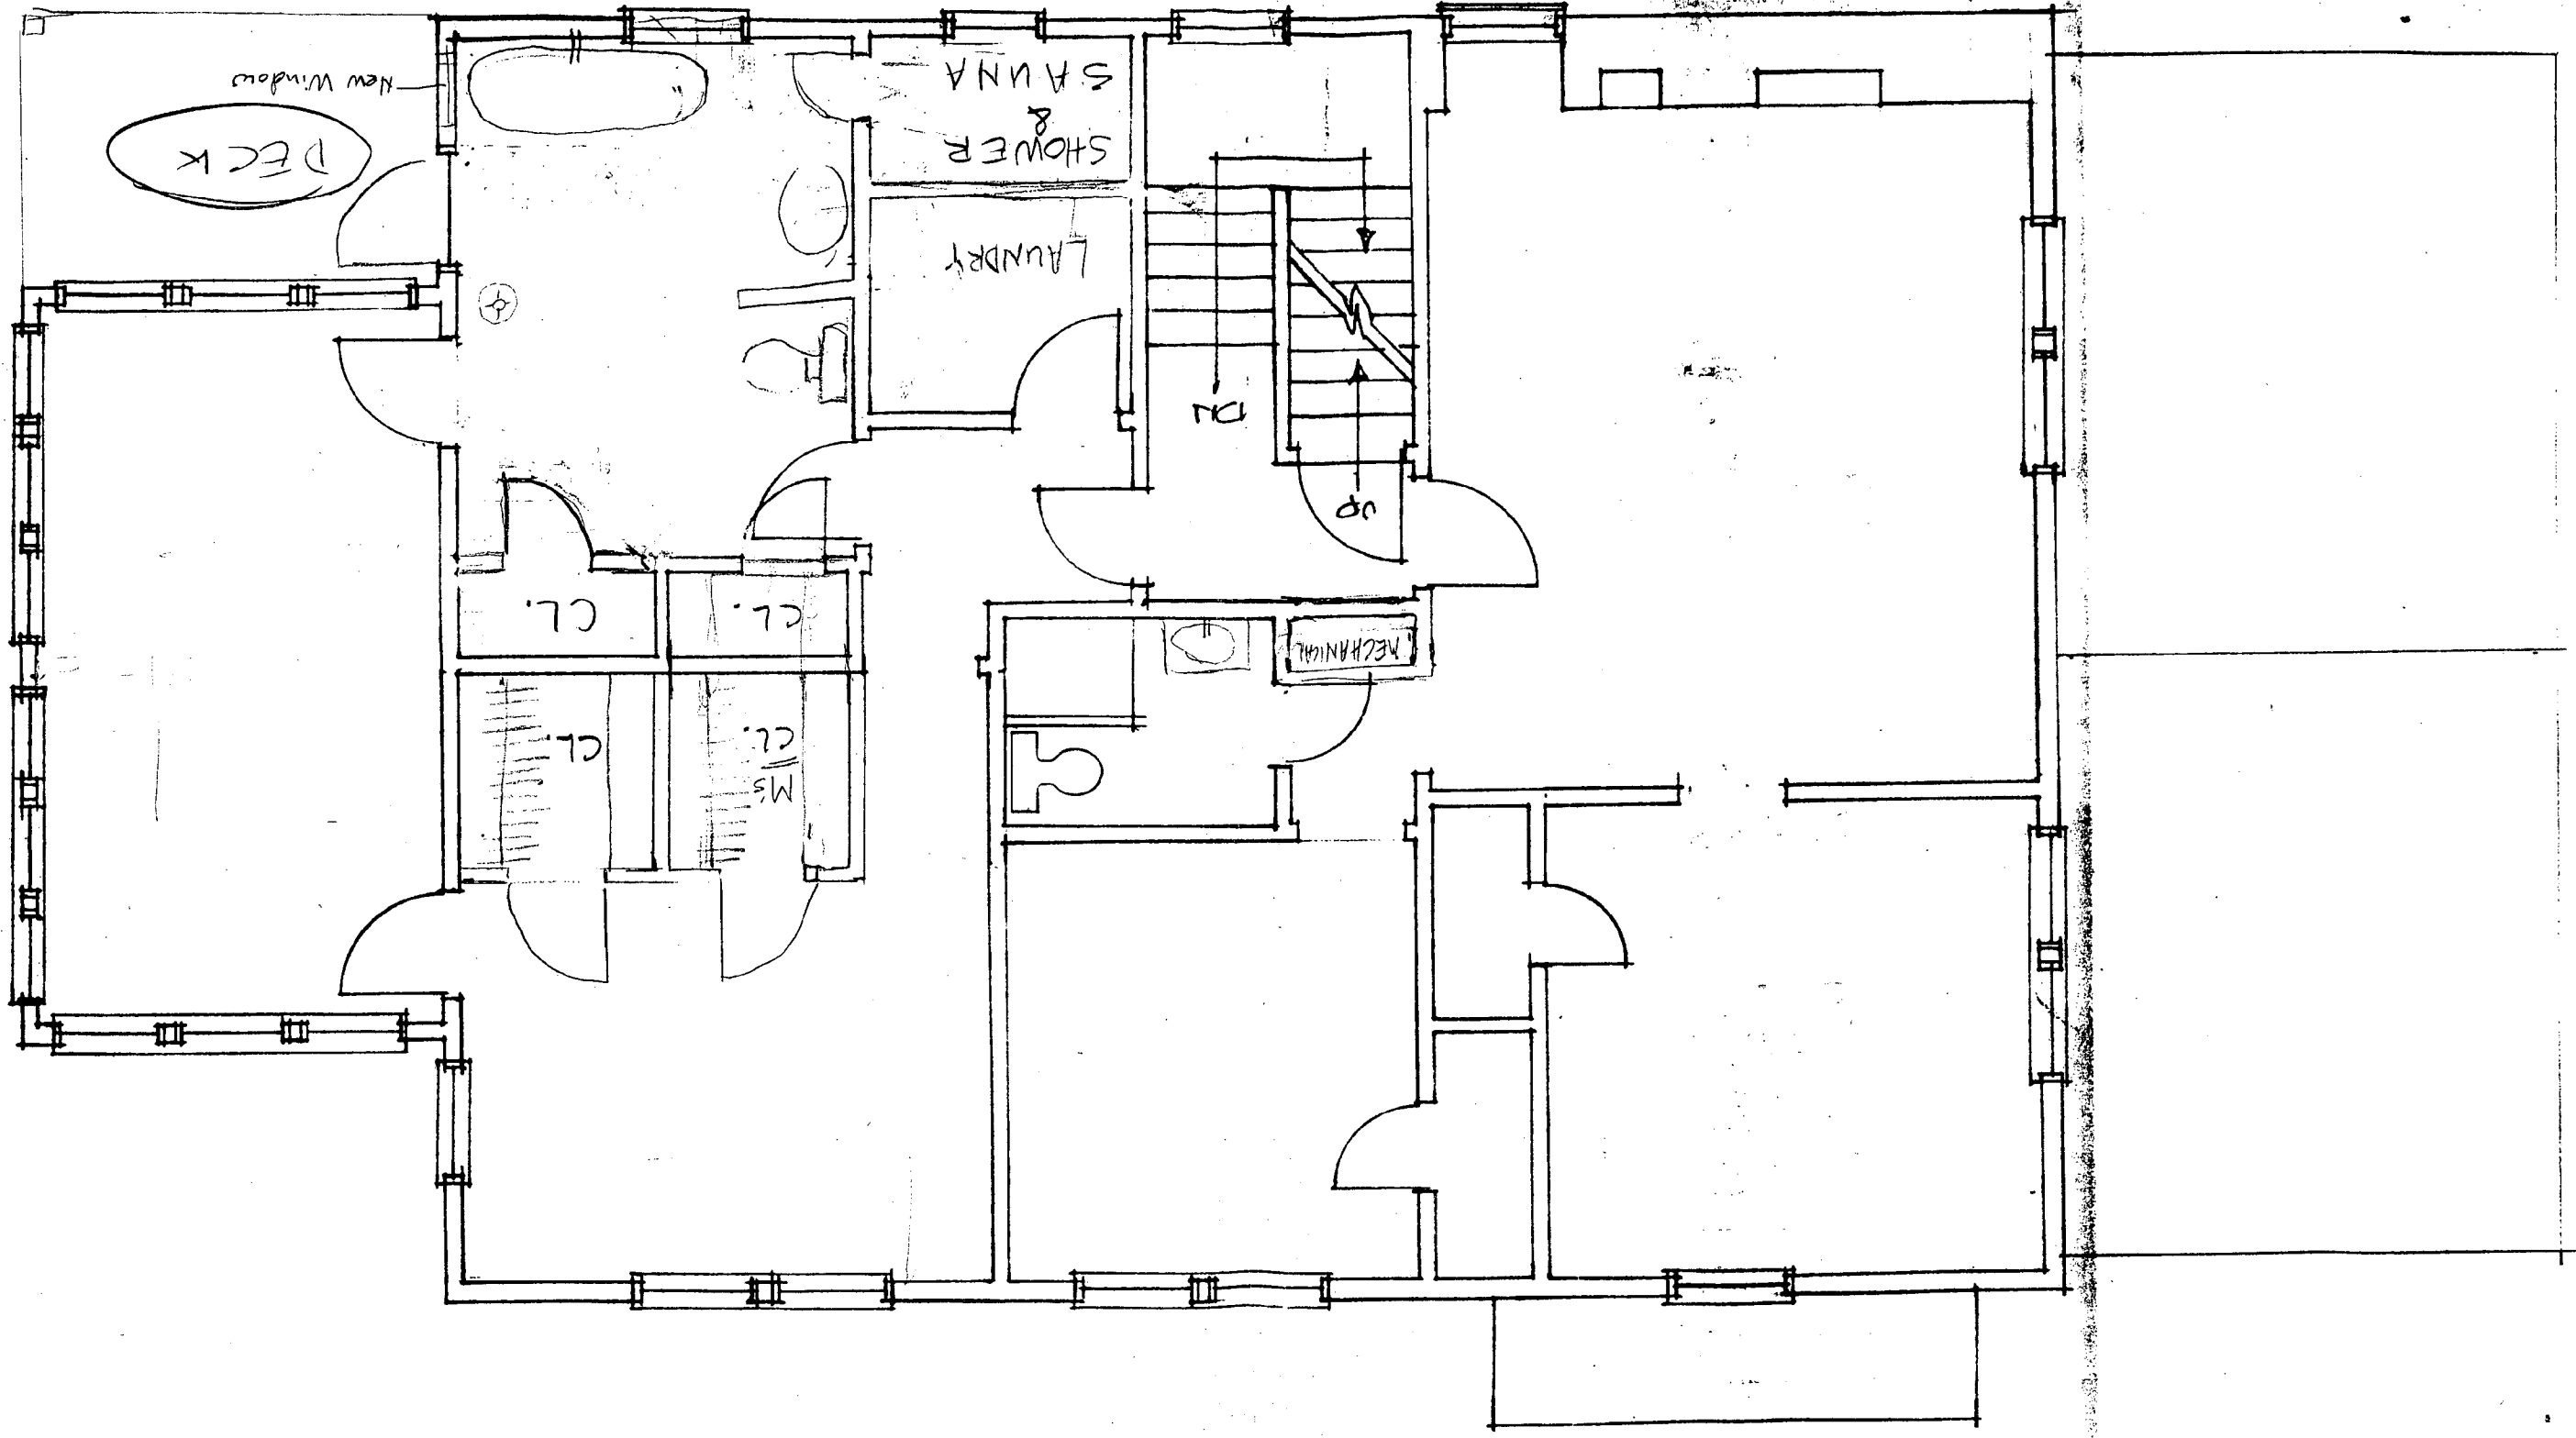 M's
CL.
CL.
MECHANICAL
CL.
CL.
UP
DN
LAUNDRY
SHOWER
&
SAUNA
DECK
New Window